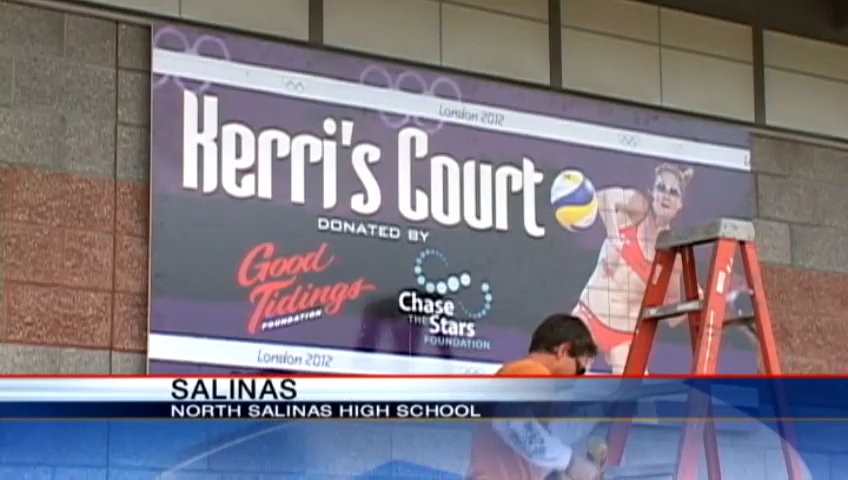 London 2012
Kerri's Court
DONATED BY
Good
Tidings
FOUNDATION
Chase
THE
Stars
FOUNDATION
London 2012
SALINAS
NORTH SALINAS HIGH SCHOOL